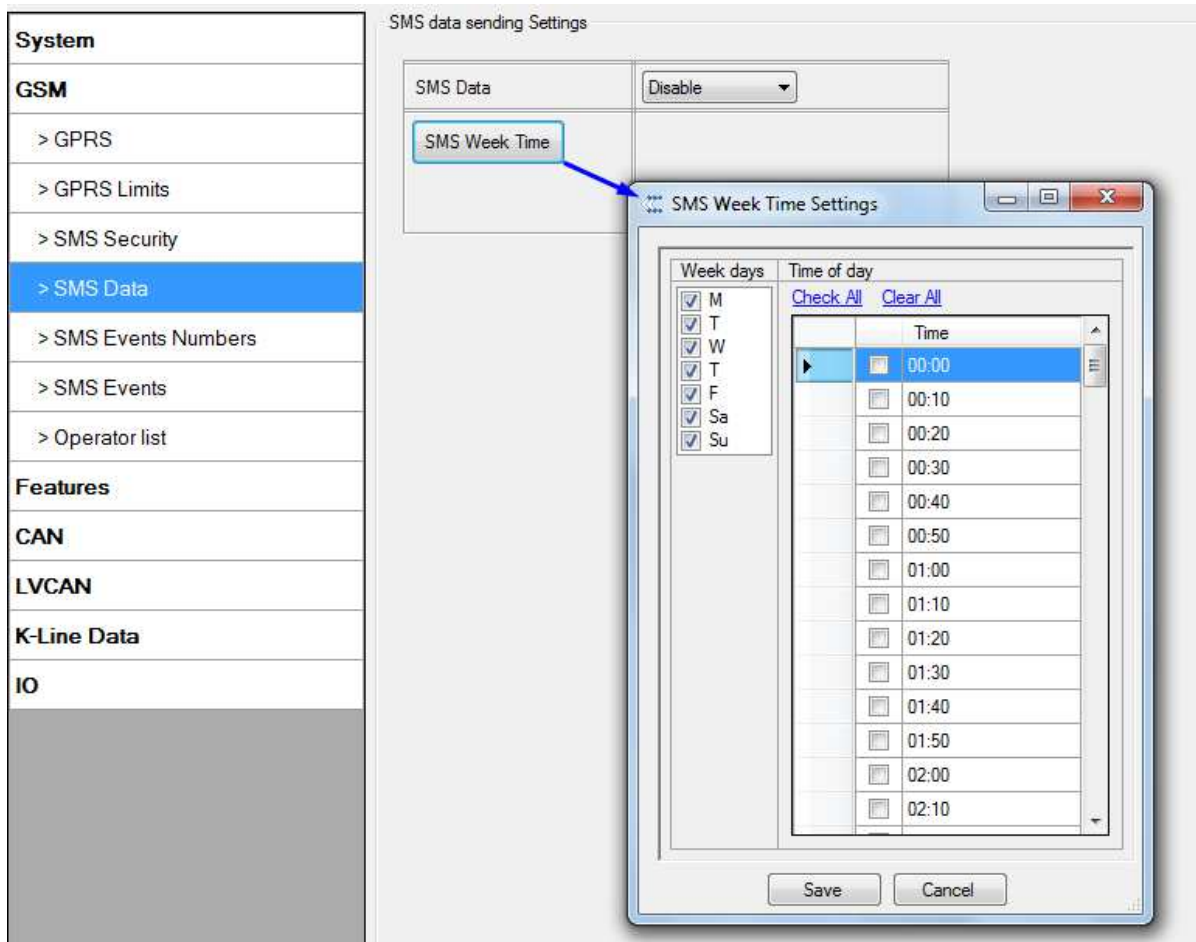 System
GSM
> GPRS
> GPRS Limits
> SMS Security
> SMS Data
> SMS Events Numbers
> SMS Events
> Operator list
Features
CAN
LVCAN
K-Line Data
IO
SMS data sending Settings
SMS Data
Disable
SMS Week Time
SMS Week Time Settings
Week days
M
T
W
T
F
Sa
Su
Time of day
Check All Clear All
Time
00:00
00:10
00:20
00:30
00:40
00:50
01:00
01:10
01:20
01:30
01:40
01:50
02:00
02:10
Save
Cancel